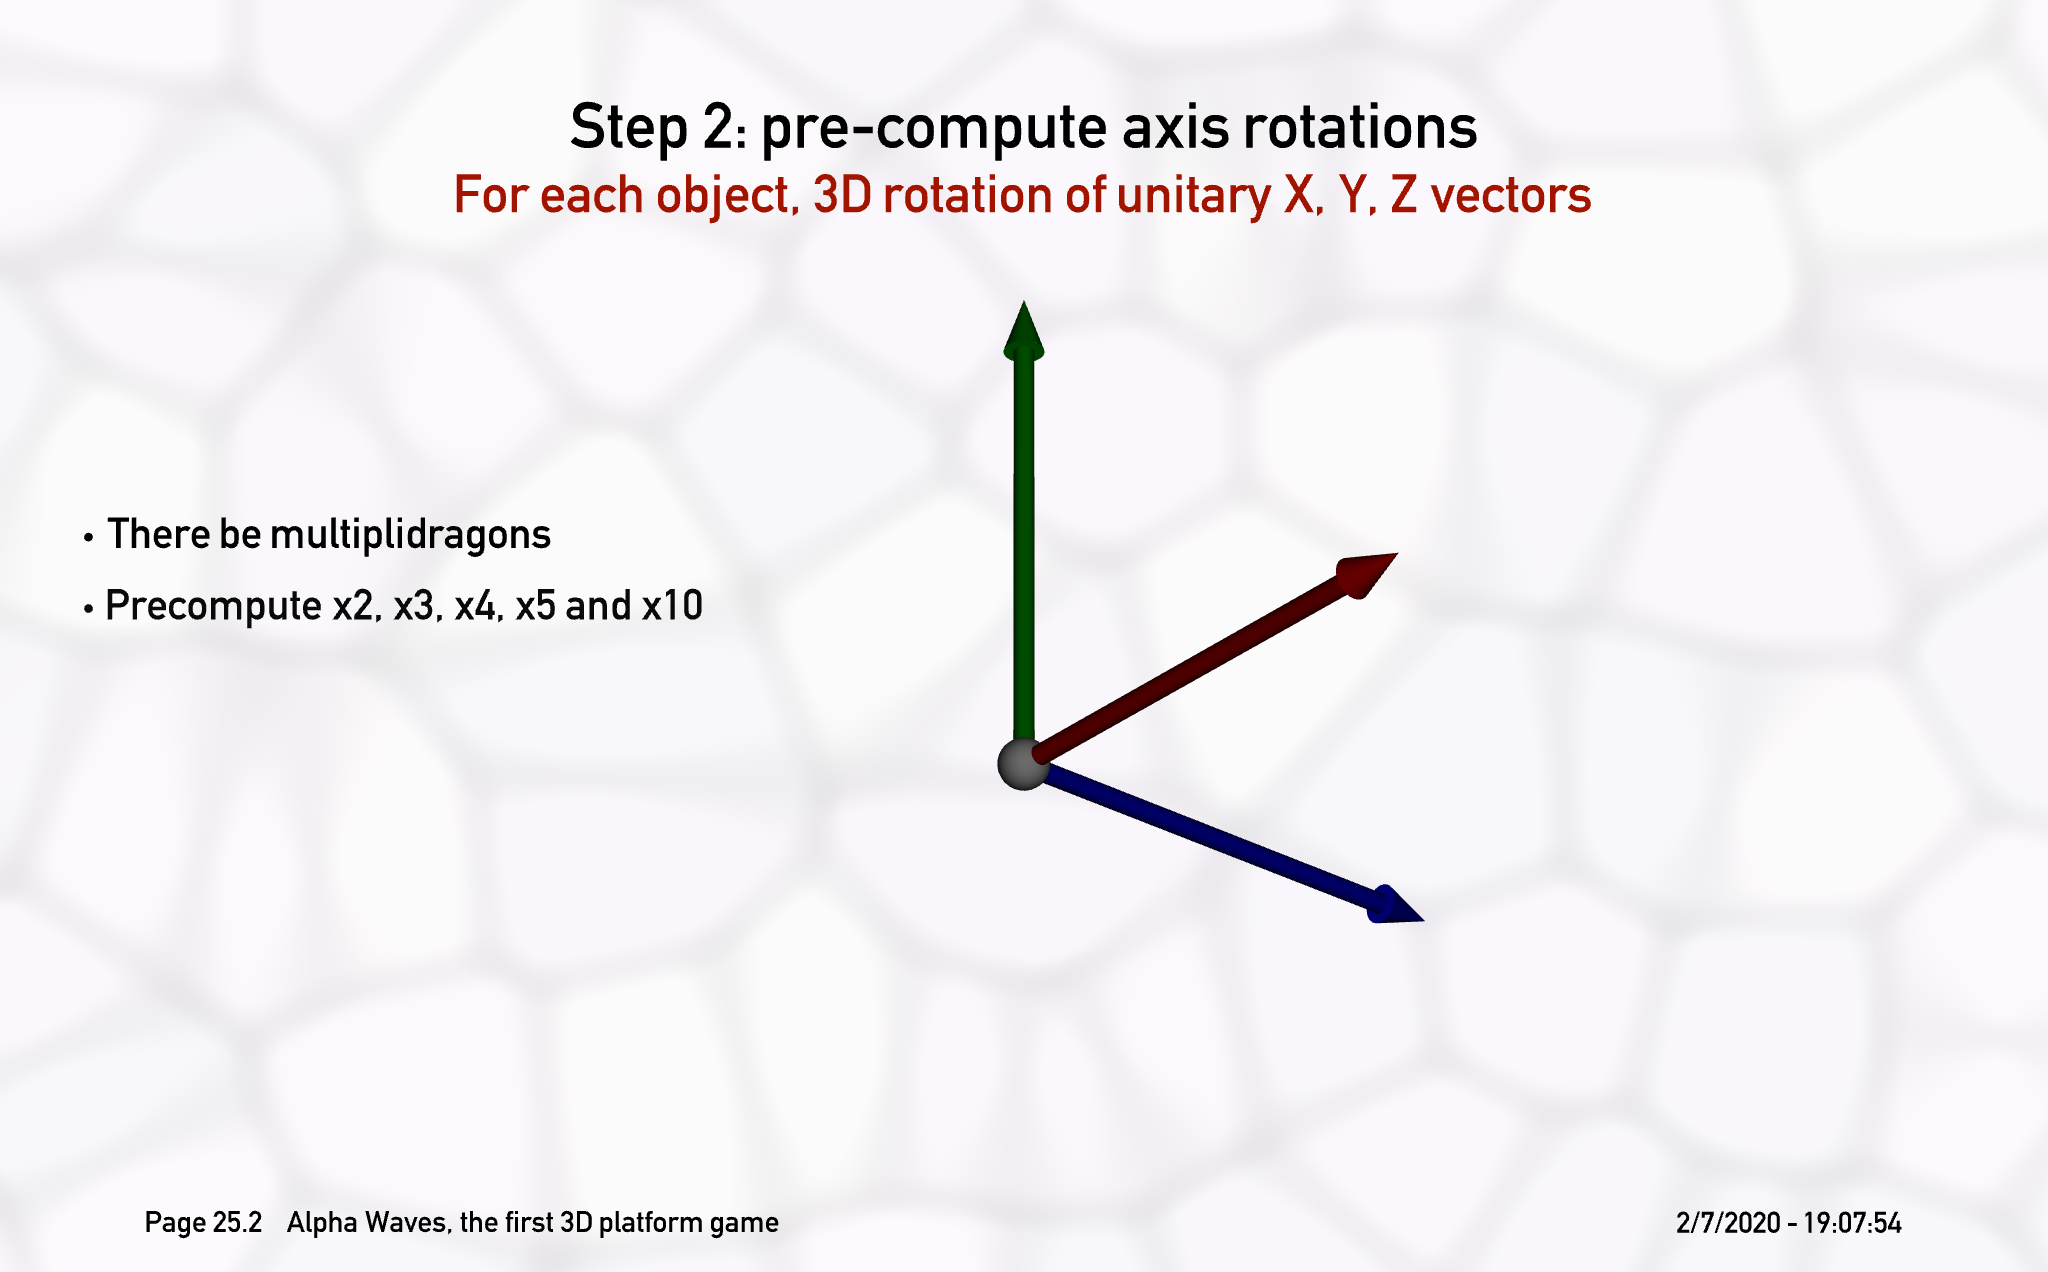 Step 2: pre-compute axis rotations
For each object, 3D rotation of unitary X, Y, Z vectors
• There be multiplidragons
• Precompute x2, x3, x4, x5 and x10
Page 25.2 Alpha Waves, the first 3D platform game
2/7/2020 - 19:07:54